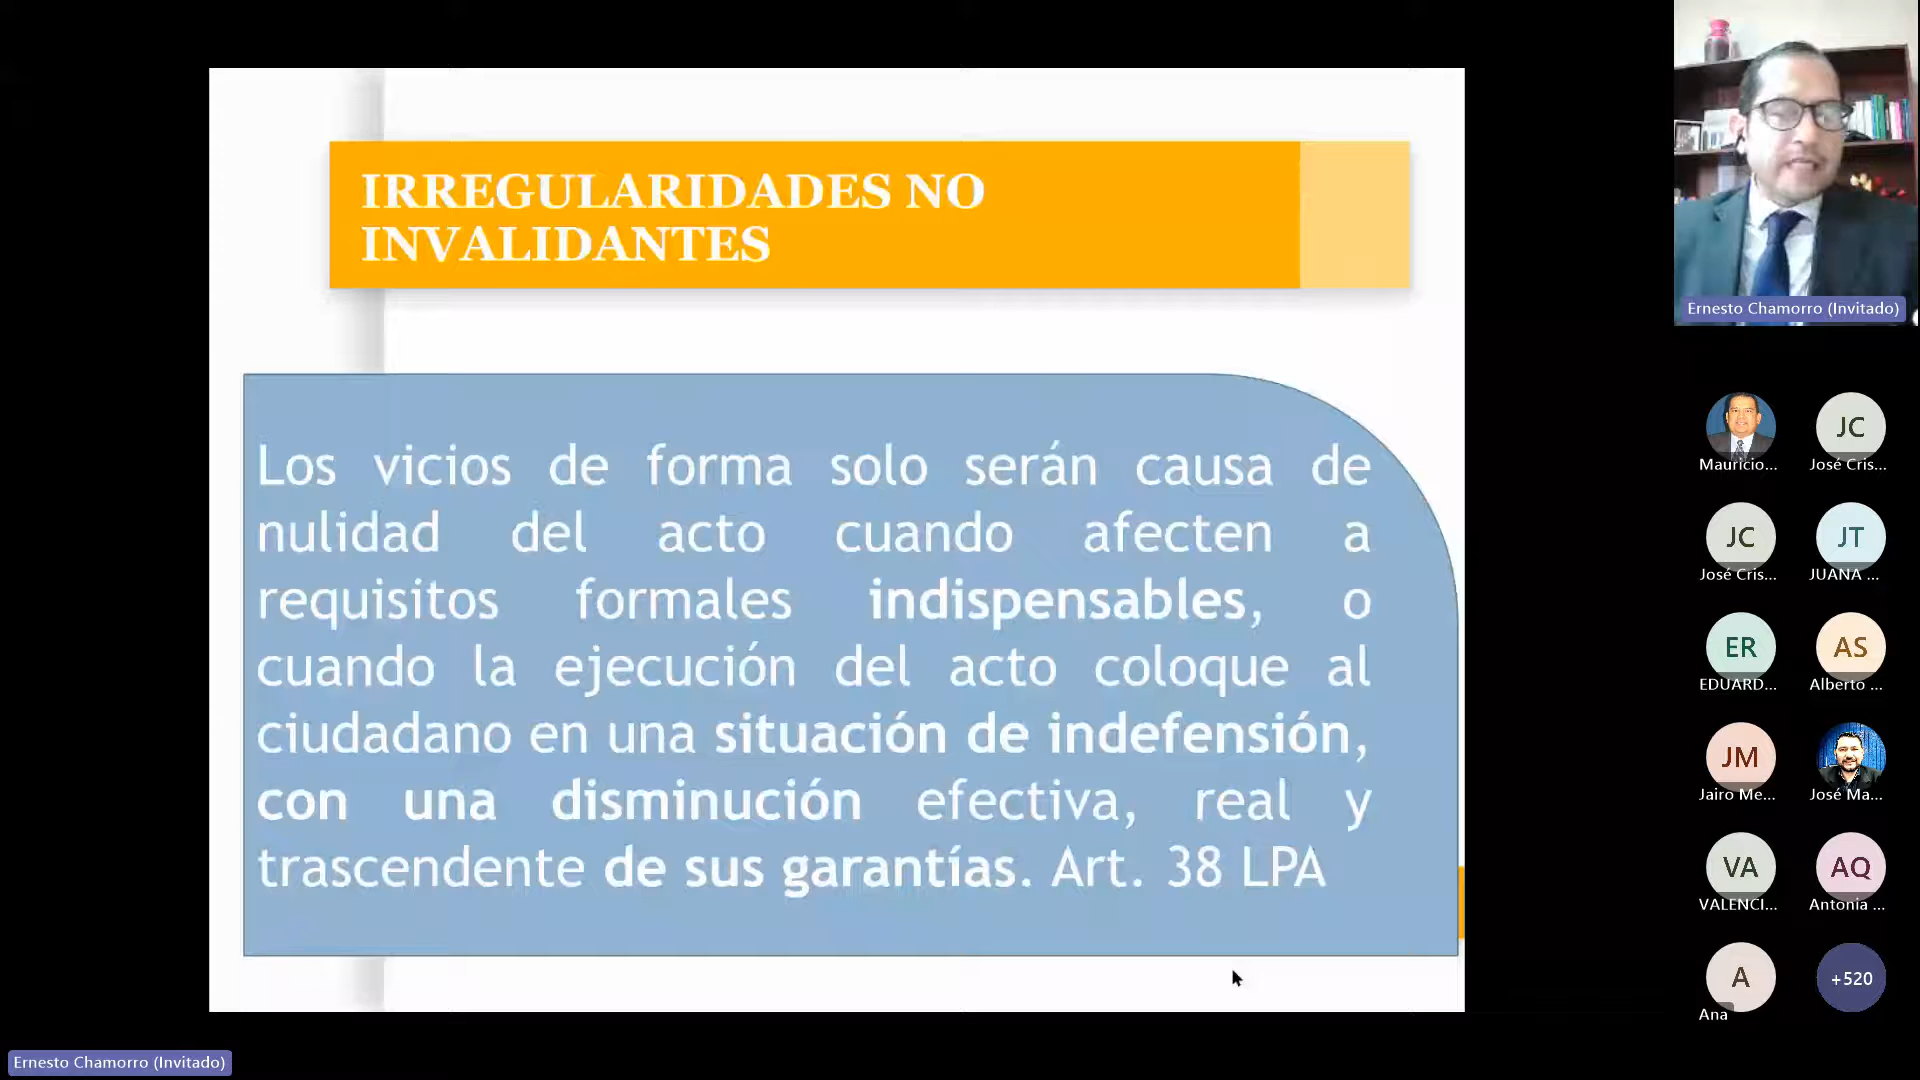 IRREGULARIDADES NO
INVALIDANTES
Los vicios de forma solo serán causa de
nulidad del acto cuando afecten a
requisitos formales indispensables, o
cuando la ejecución del acto coloque al
ciudadano en una situación de indefensión,
con una disminución efectiva, real y
trascendente de sus garantías. Art. 38 LPA
Ernesto Chamorro (Invitado)
Mauricio...
JC
José Cris...
JC
José Cris...
JT
JUANA ...
ER
EDUARD...
AS
Alberto ...
JM
Jairo Me...
José Ma...
VA
VALENCI...
AQ
Antonia ...
A
Ana
+520
Ernesto Chamorro (Invitado)